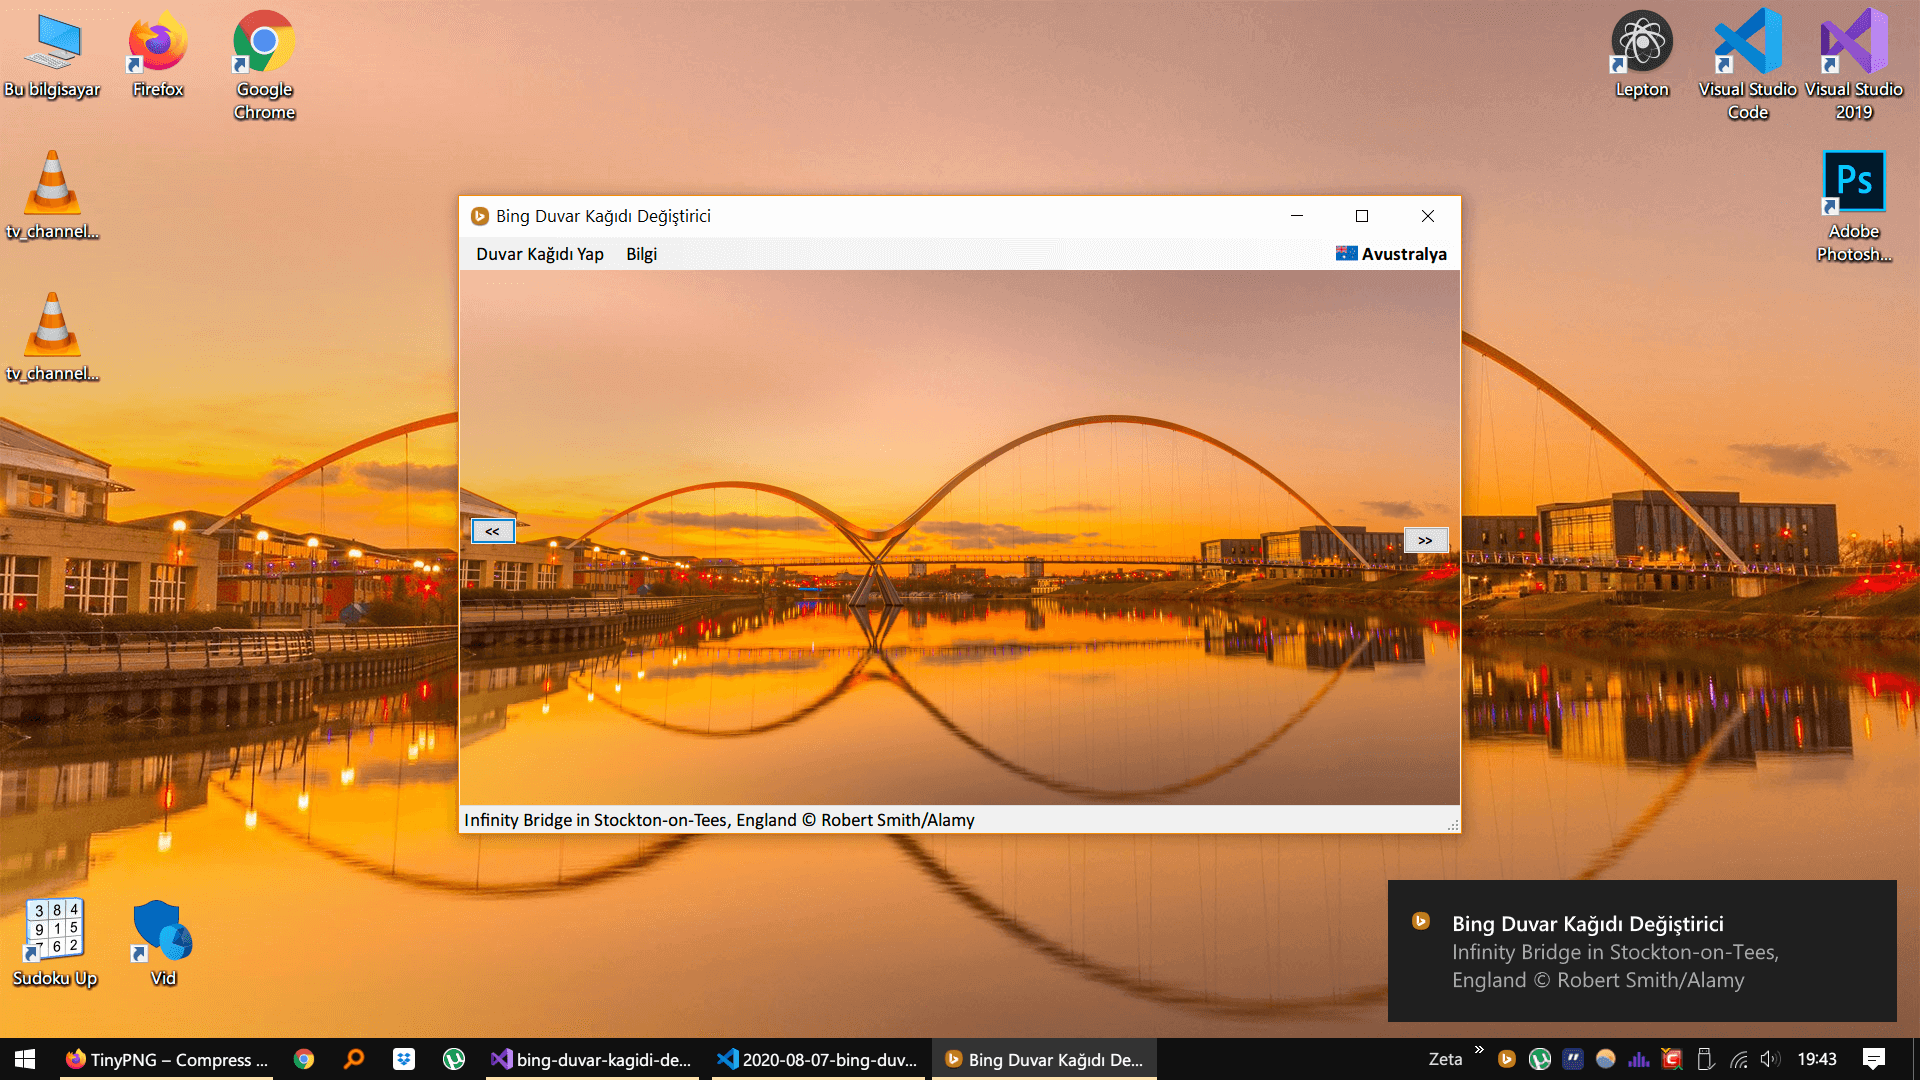 Bu bilgisayar
Firefox
Google
Chrome
Lepton
Visual Studio
Code
Visual Studio
2019
tv_channel...
Ps
Adobe
Photosh...
tv_channel...
Bing Duvar Kağıdı Değiştirici
Duvar Kağıdı Yap
Bilgi
Avustralya
<<
>>
Infinity Bridge in Stockton-on-Tees, England © Robert Smith/Alamy
3 8 4
9 1 5
7 6 2
Sudoku Up
Vid
Bing Duvar Kağıdı Değiştirici
Infinity Bridge in Stockton-on-Tees,
England © Robert Smith/Alamy
TinyPNG – Compress ...
bing-duvar-kagidi-de...
2020-08-07-bing-duv...
Bing Duvar Kağıdı De...
Zeta
19:43